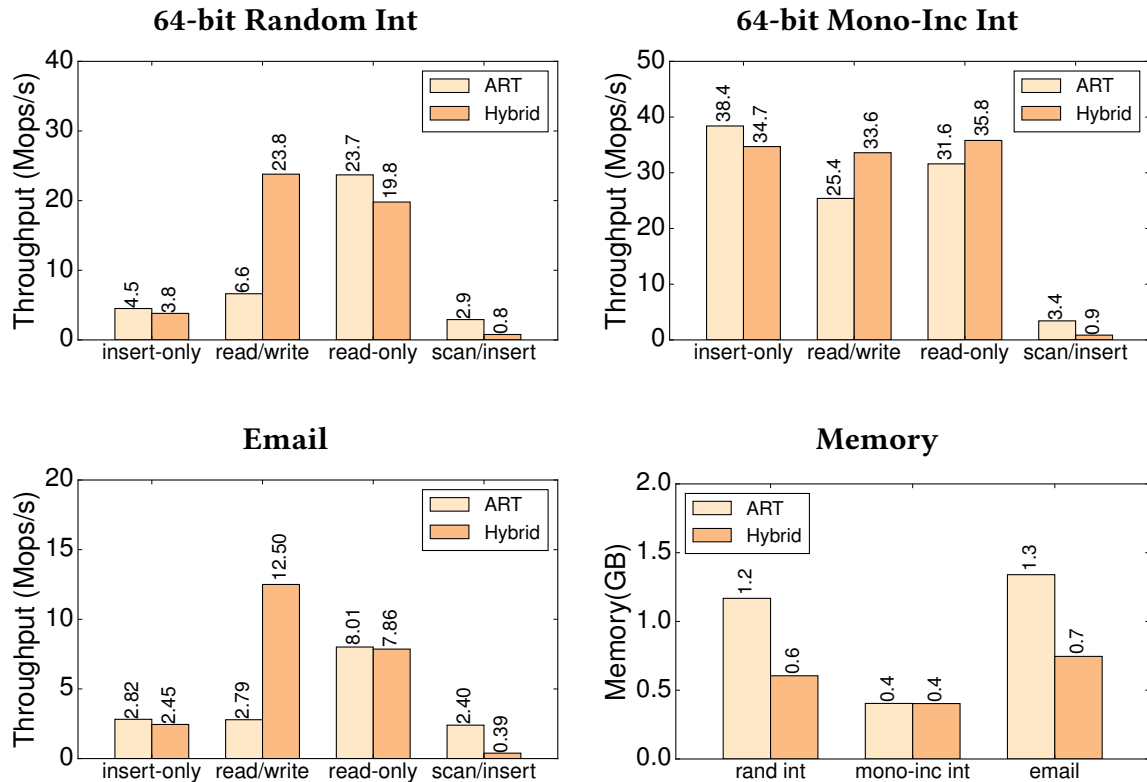 64-bit Random Int
Throughput (Mops/s)
40
30
20
10
0
ART
Hybrid
4.5
3.8
6.6
23.8
23.7
19.8
2.9
0.8
insert-only read/write read-only scan/insert
64-bit Mono-Inc Int
Throughput (Mops/s)
50
40
30
20
10
0
ART
Hybrid
38.4
34.7
25.4
33.6
31.6
35.8
3.4
0.9
insert-only read/write read-only scan/insert
Email
Throughput (Mops/s)
20
15
10
5
0
ART
Hybrid
2.82
2.45
2.79
12.50
8.01
7.86
2.40
0.39
insert-only read/write read-only scan/insert
Memory
Memory(GB)
2.0
1.5
1.0
0.5
0.0
ART
Hybrid
1.2
0.6
0.4
0.4
1.3
0.7
rand int mono-inc int email